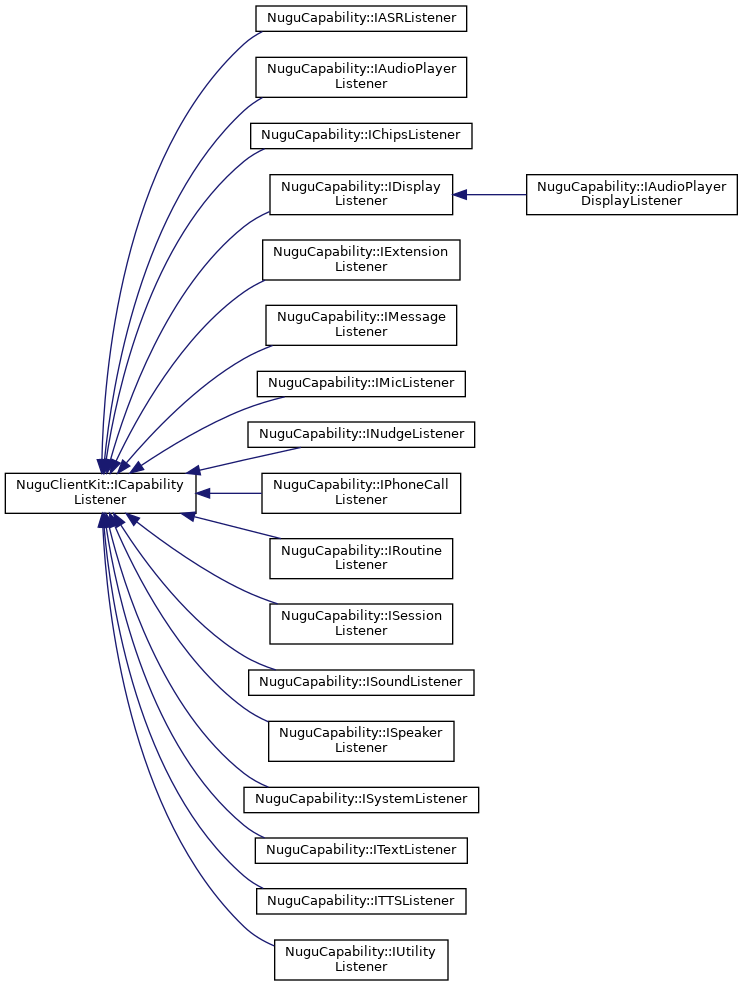 NuguCapability::IASRListener
NuguCapability::IAudioPlayer
Listener
NuguCapability::IChipsListener
NuguCapability::IDisplay
Listener
NuguCapability::IAudioPlayer
DisplayListener
NuguCapability::IExtension
Listener
NuguCapability::IMessage
Listener
NuguCapability::IMicListener
NuguCapability::INudgeListener
NuguClientKit::ICapability
Listener
NuguCapability::IPhoneCall
Listener
NuguCapability::IRoutine
Listener
NuguCapability::ISession
Listener
NuguCapability::ISoundListener
NuguCapability::ISpeaker
Listener
NuguCapability::ISystemListener
NuguCapability::ITextListener
NuguCapability::ITTSListener
NuguCapability::IUtility
Listener